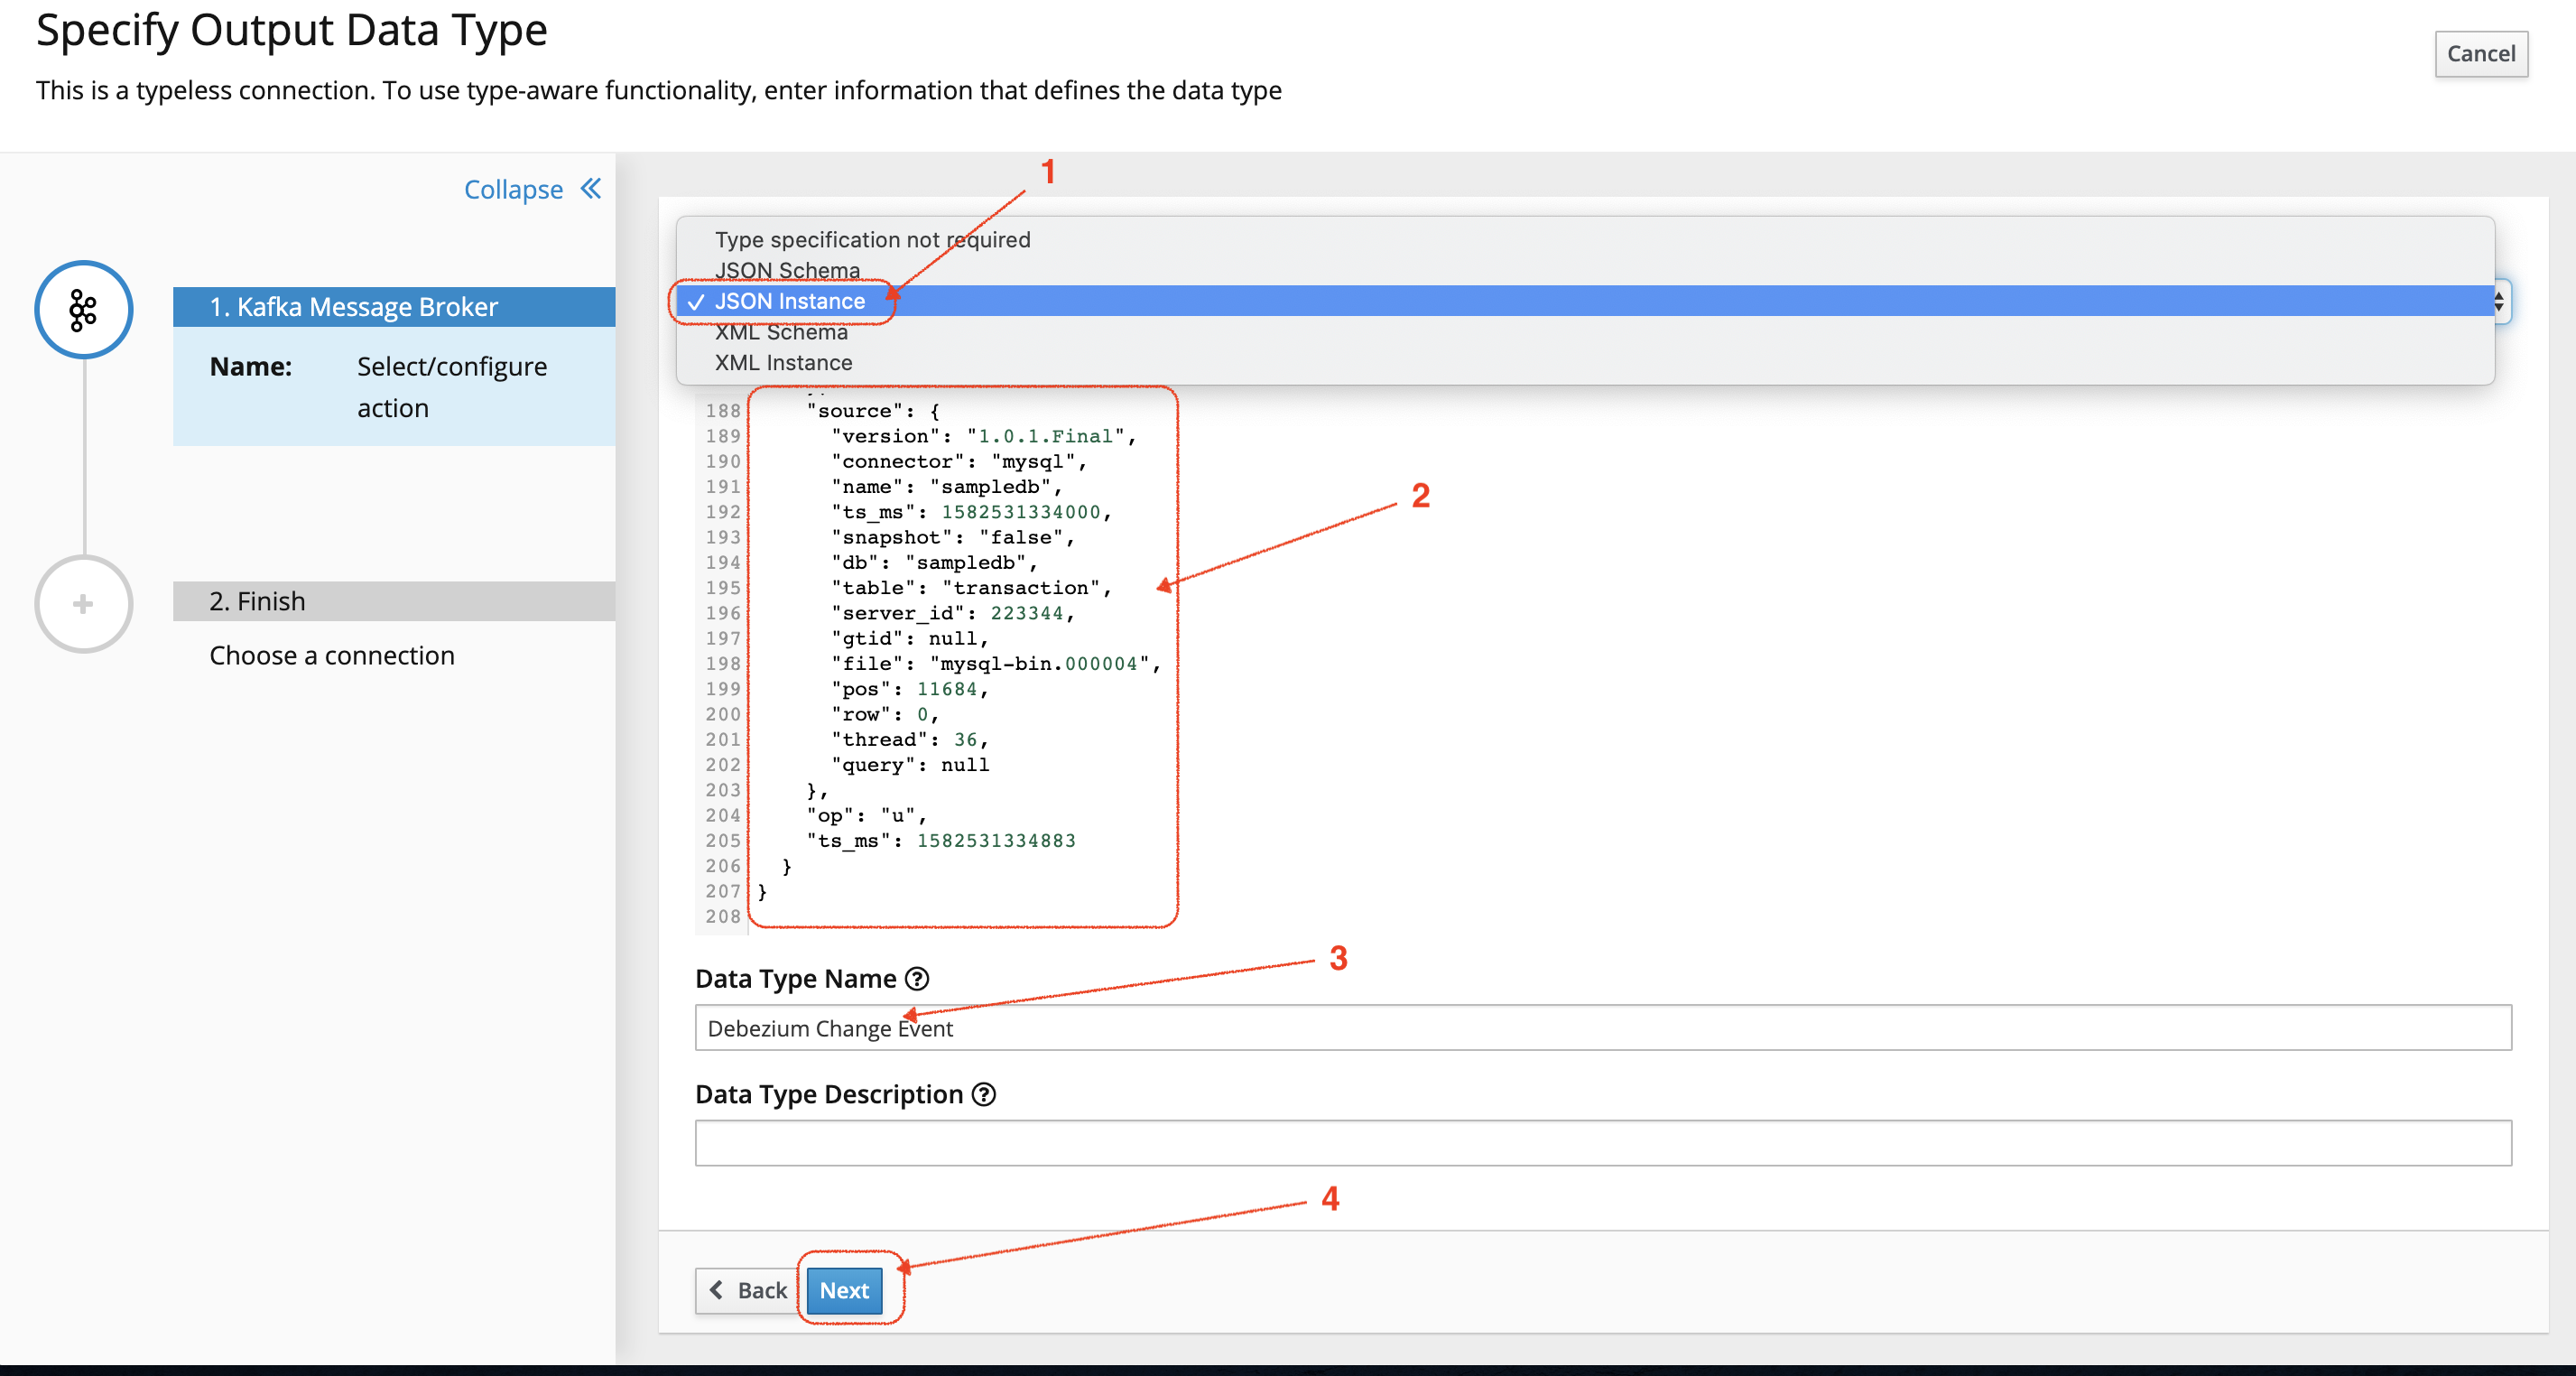 Specify Output Data Type
Cancel
This is a typeless connection. To use type-aware functionality, enter information that defines the data type
Collapse
1. Kafka Message Broker
Name: Select/configure
action
2. Finish
Choose a connection
1
Type specification not required
JSON Schema
✓ JSON Instance
XML Schema
XML Instance
188 "source": {
189 "version": "1.0.1.Final",
190 "connector": "mysql",
191 "name": "sampledb",
192 "ts_ms": 1582531334000,
193 "snapshot": "false",
194 "db": "sampledb",
195 "table": "transaction",
196 "server_id": 223344,
197 "gtid": null,
198 "file": "mysql-bin.000004",
199 "pos": 11684,
200 "row": 0,
201 "thread": 36,
202 "query": null
203 },
204 "op": "u",
205 "ts_ms": 1582531334883
206 }
207 }
208
2
3
Data Type Name ?
Debezium Change Event
Data Type Description ?
4
Back
Next